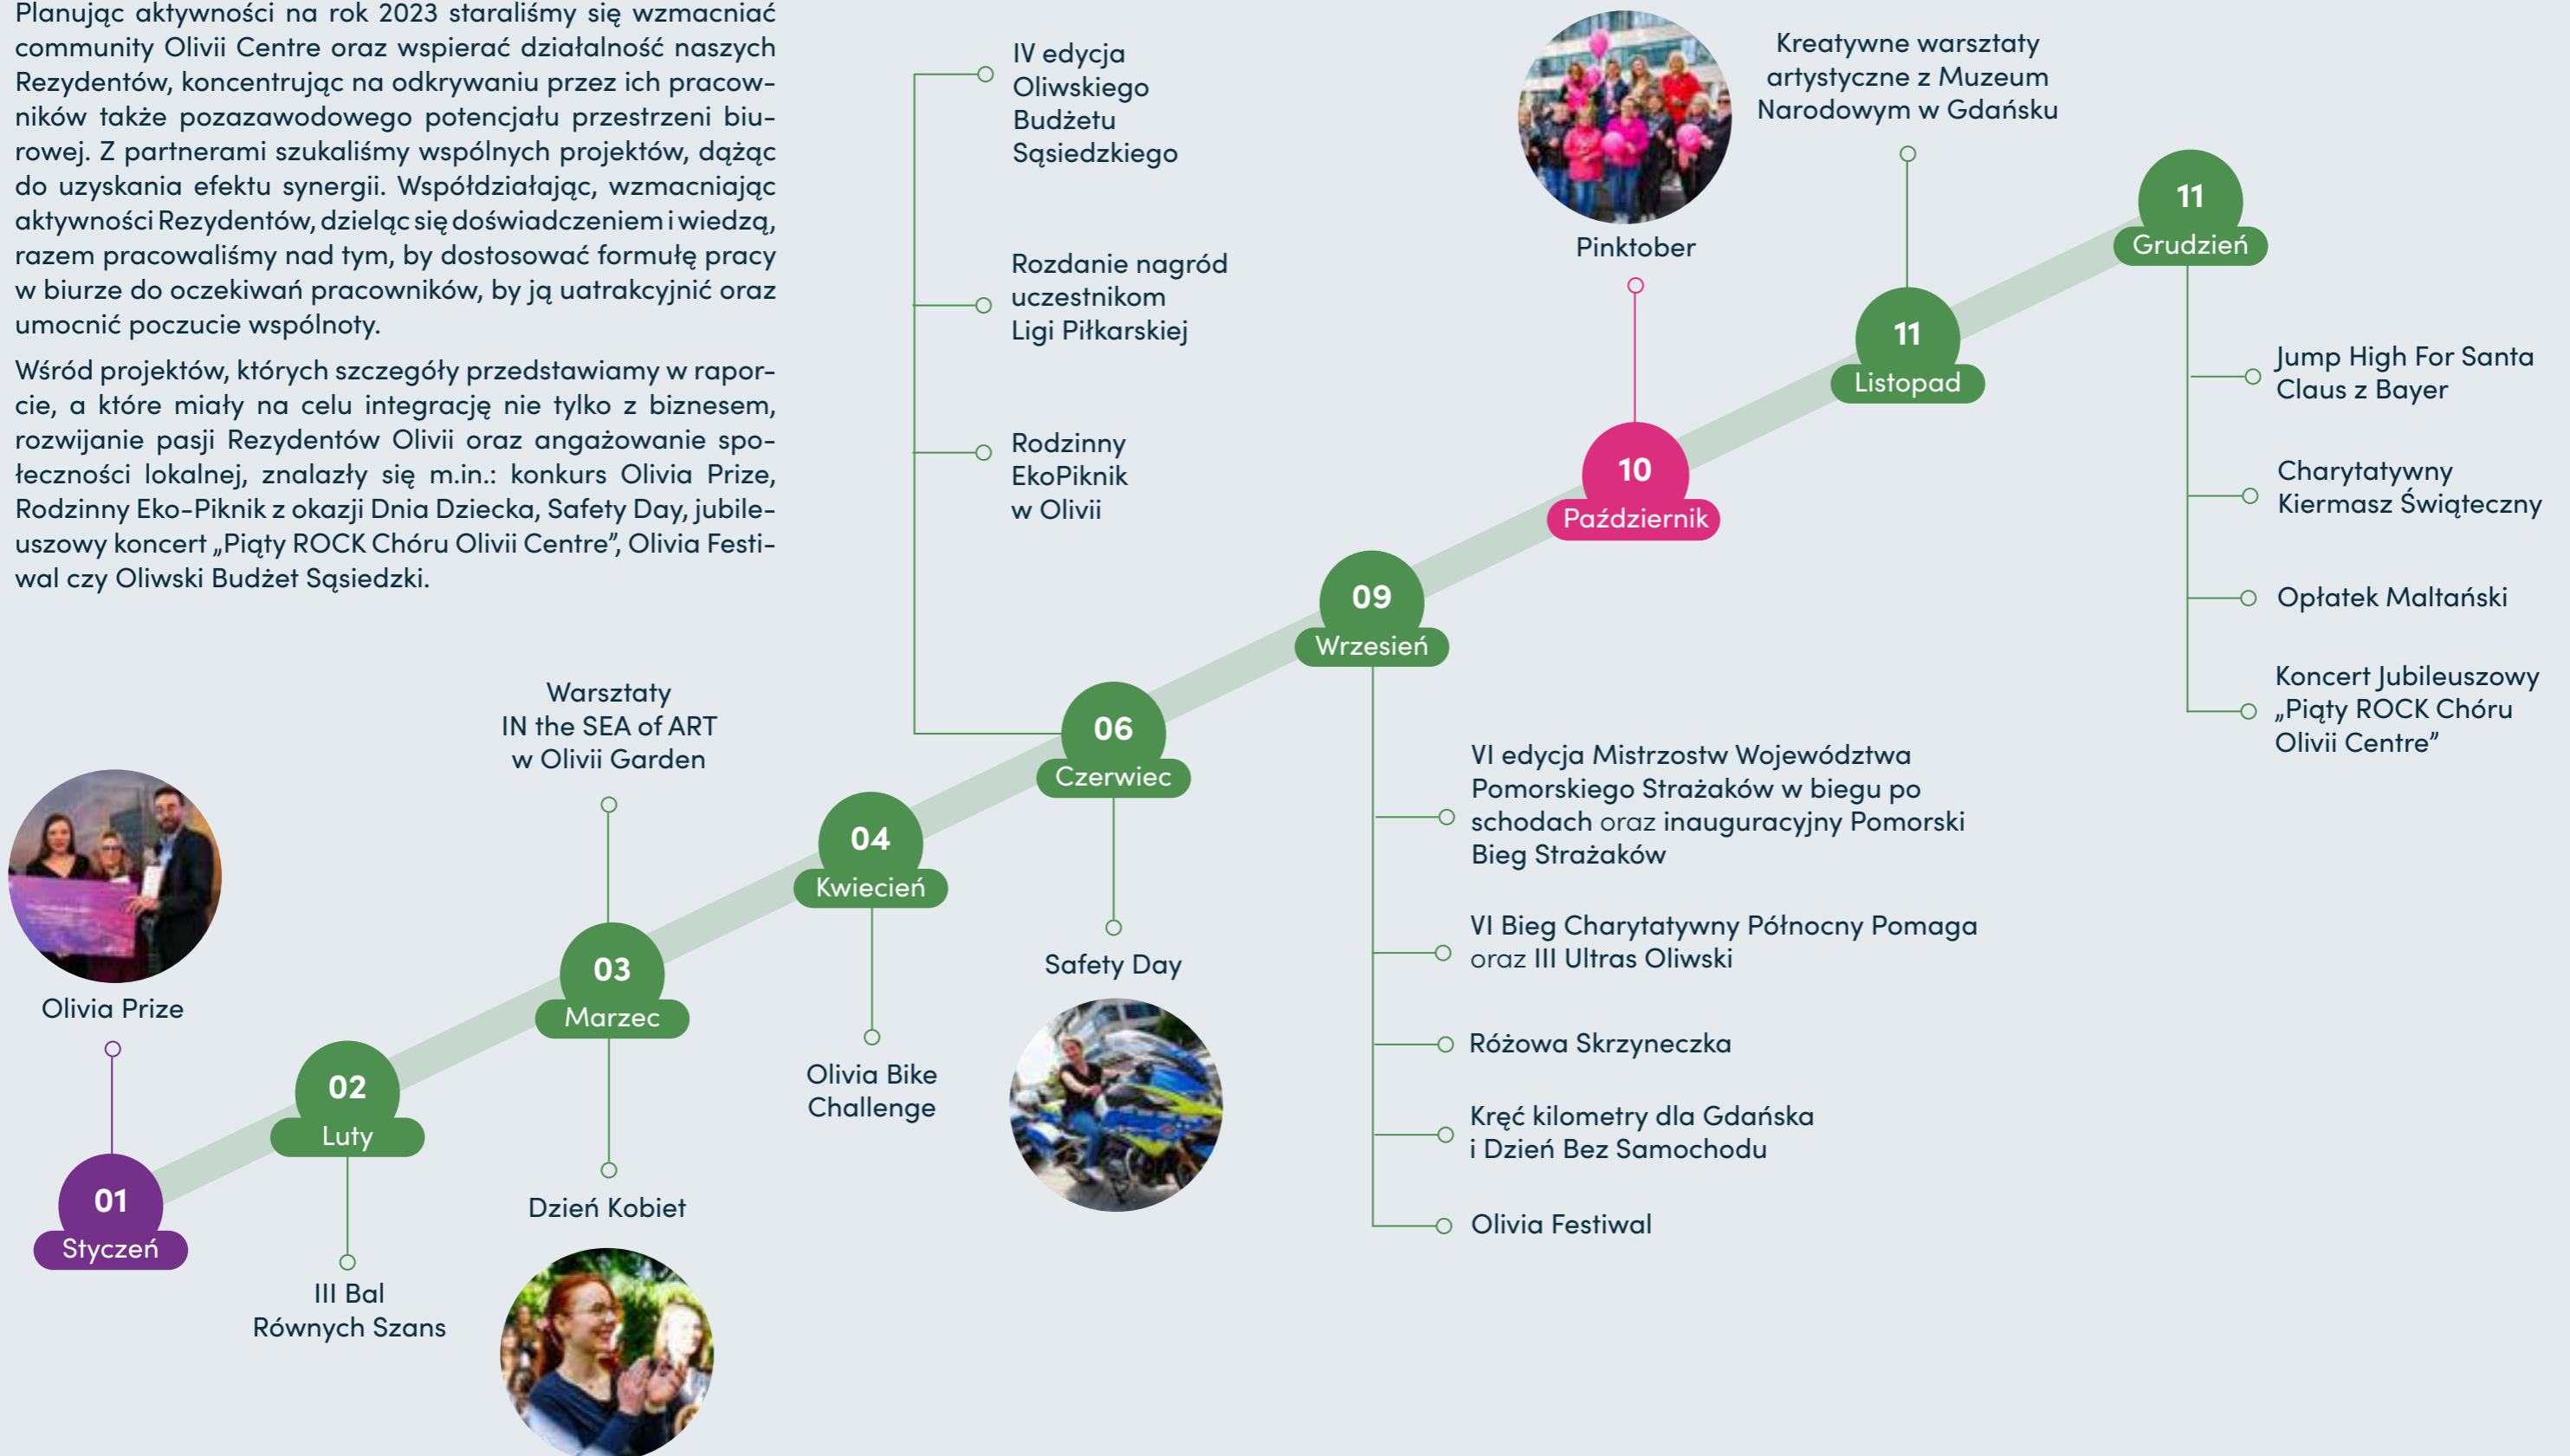 Planując aktywności na rok 2023 staraliśmy się wzmacniać
community Olivii Centre oraz wspierać działalność naszych
Rezydentów, koncentrując na odkrywaniu przez ich pracow-
ników także pozazawodowego potencjału przestrzeni biu-
rowej. Z partnerami szukaliśmy wspólnych projektów, dążąc
do uzyskania efektu synergii. Współdziałając, wzmacniając
aktywności Rezydentów, dzieląc się doświadczeniem i wiedzą,
razem pracowaliśmy nad tym, by dostosować formułę pracy
w biurze do oczekiwań pracowników, by ją uatrakcyjnić oraz
umocnić poczucie wspólnoty.
Wśród projektów, których szczegóły przedstawiamy w rapor-
cie, a które miały na celu integrację nie tylko z biznesem,
rozwijanie pasji Rezydentów Olivii oraz angażowanie spo-
łeczności lokalnej, znalazły się m.in.: konkurs Olivia Prize,
Rodzinny Eko-Piknik z okazji Dnia Dziecka, Safety Day, jubile-
uszowy koncert „Piąty ROCK Chóru Olivii Centre”, Olivia Festi-
wal czy Oliwski Budżet Sąsiedzki.
Olivia Prize
01
Styczeń
02
Luty
III Bal
Równych Szans
Warsztaty
IN the SEA of ART
w Olivii Garden
03
Marzec
Dzień Kobiet
04
Kwiecień
Olivia Bike
Challenge
IV edycja
Oliwskiego
Budżetu
Sąsiedzkiego
Rozdanie nagród
uczestnikom
Ligi Piłkarskiej
Rodzinny
EkoPiknik
w Olivii
06
Czerwiec
Safety Day
09
Wrzesień
VI edycja Mistrzostw Województwa
Pomorskiego Strażaków w biegu po
schodach oraz inauguracyjny Pomorski
Bieg Strażaków
VI Bieg Charytatywny Północny Pomaga
oraz III Ultras Oliwski
Różowa Skrzyneczka
Kręć kilometry dla Gdańska
i Dzień Bez Samochodu
Olivia Festiwal
Pinktober
10
Październik
Kreatywne warsztaty
artystyczne z Muzeum
Narodowym w Gdańsku
11
Listopad
11
Grudzień
Jump High For Santa
Claus z Bayer
Charytatywny
Kiermasz Świąteczny
Opłatek Maltański
Koncert Jubileuszowy
„Piąty ROCK Chóru
Olivii Centre”